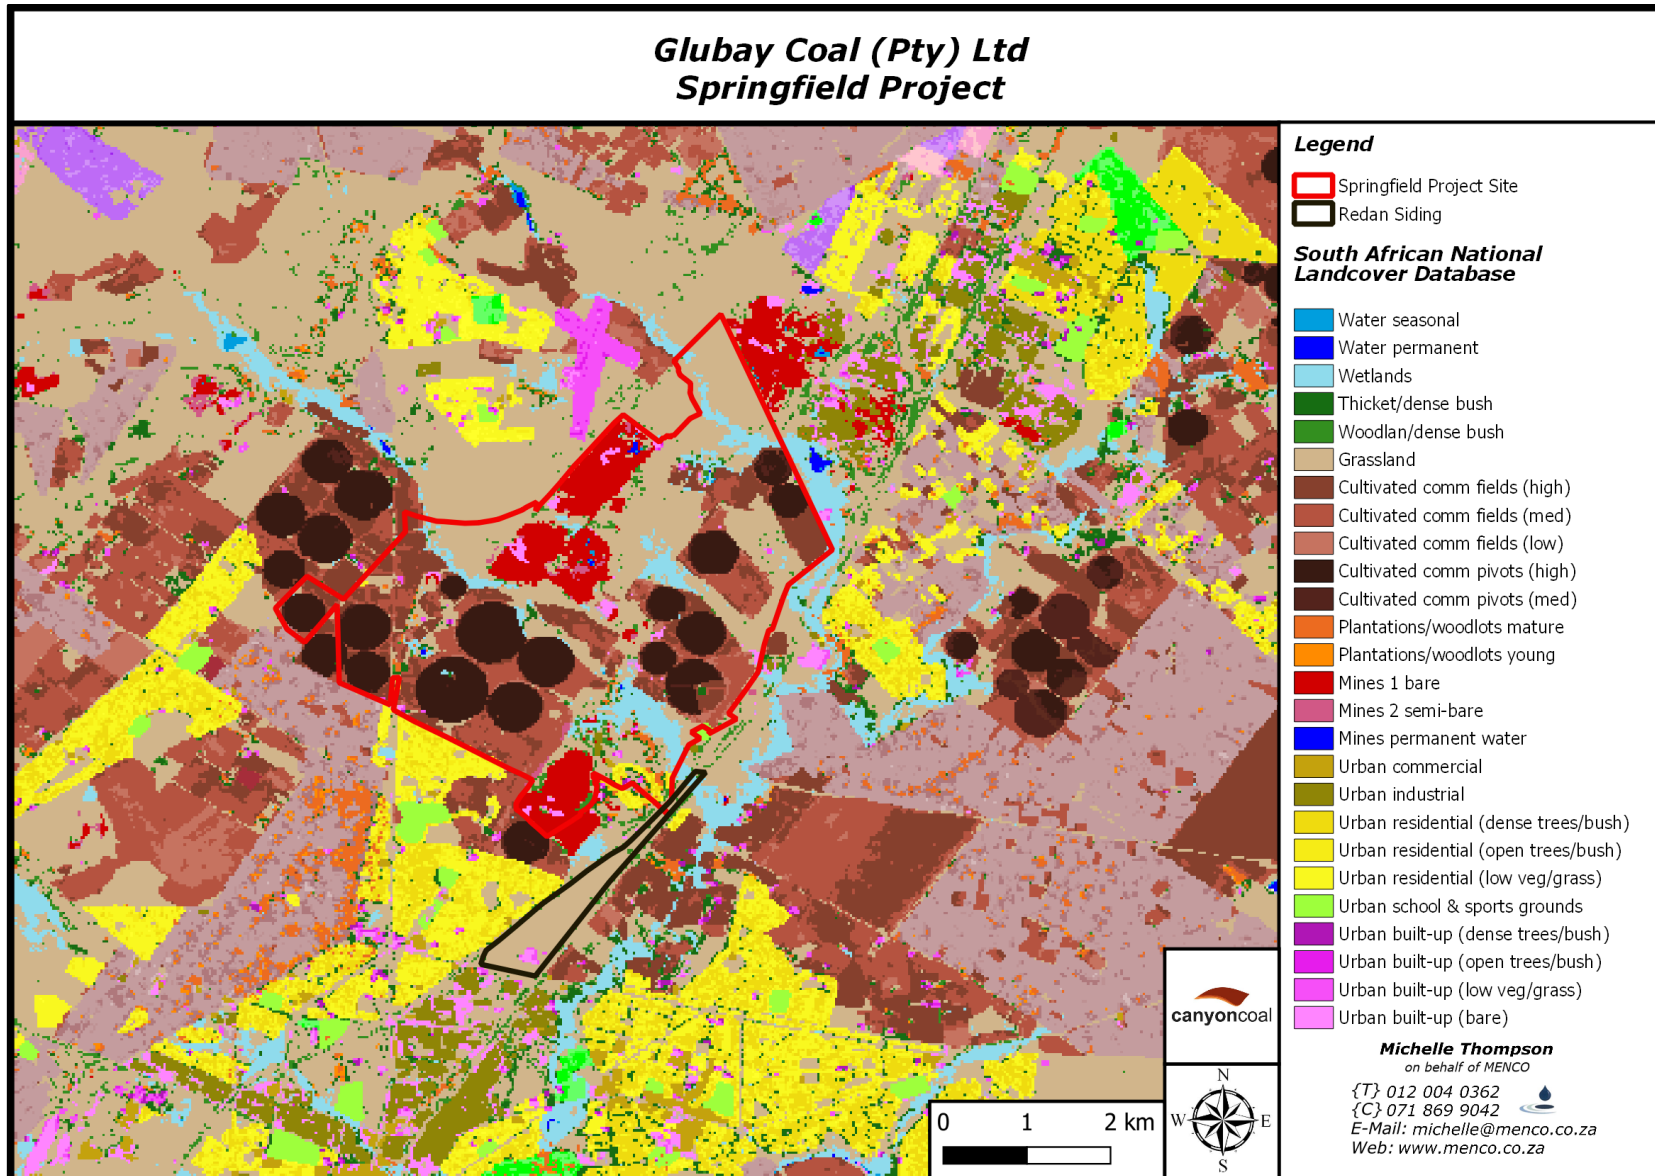 Glubay Coal (Pty) Ltd
Springfield Project
Legend
Springfield Project Site
Redan Siding
South African National
Landcover Database
Water seasonal
Water permanent
Wetlands
Thicket/dense bush
Woodlan/dense bush
Grassland
Cultivated comm fields (high)
Cultivated comm fields (med)
Cultivated comm fields (low)
Cultivated comm pivots (high)
Cultivated comm pivots (med)
Plantations/woodlots mature
Plantations/woodlots young
Mines 1 bare
Mines 2 semi-bare
Mines permanent water
Urban commercial
Urban industrial
Urban residential (dense trees/bush)
Urban residential (open trees/bush)
Urban residential (low veg/grass)
Urban school & sports grounds
Urban built-up (dense trees/bush)
Urban built-up (open trees/bush)
Urban built-up (low veg/grass)
Urban built-up (bare)
canyoncoal
N
W E
S
0 1 2 km
Michelle Thompson
on behalf of MENCO
{T} 012 004 0362
{C} 071 869 9042
E-Mail: michelle@menco.co.za
Web: www.menco.co.za